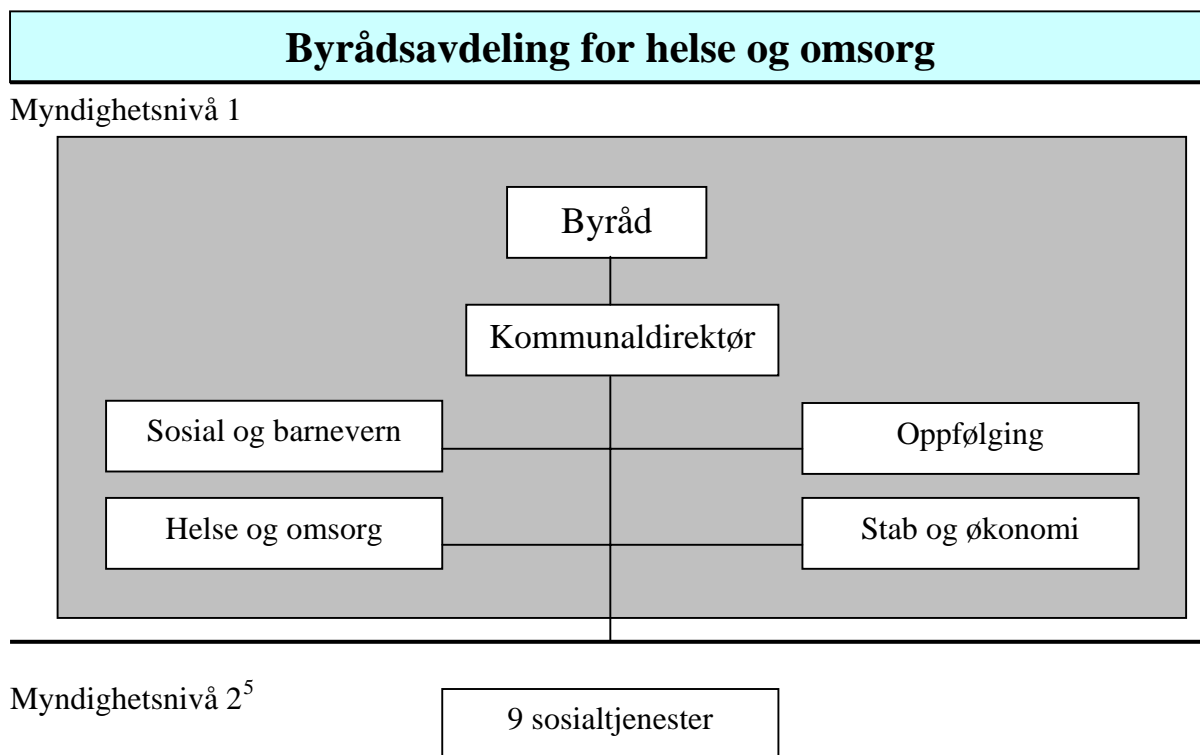 Byrådsavdeling for helse og omsorg
Myndighetsnivå 1
Byråd
Kommunaldirektør
Sosial og barnevern
Oppfølging
Helse og omsorg
Stab og økonomi
Myndighetsnivå 2⁵
9 sosialtjenester